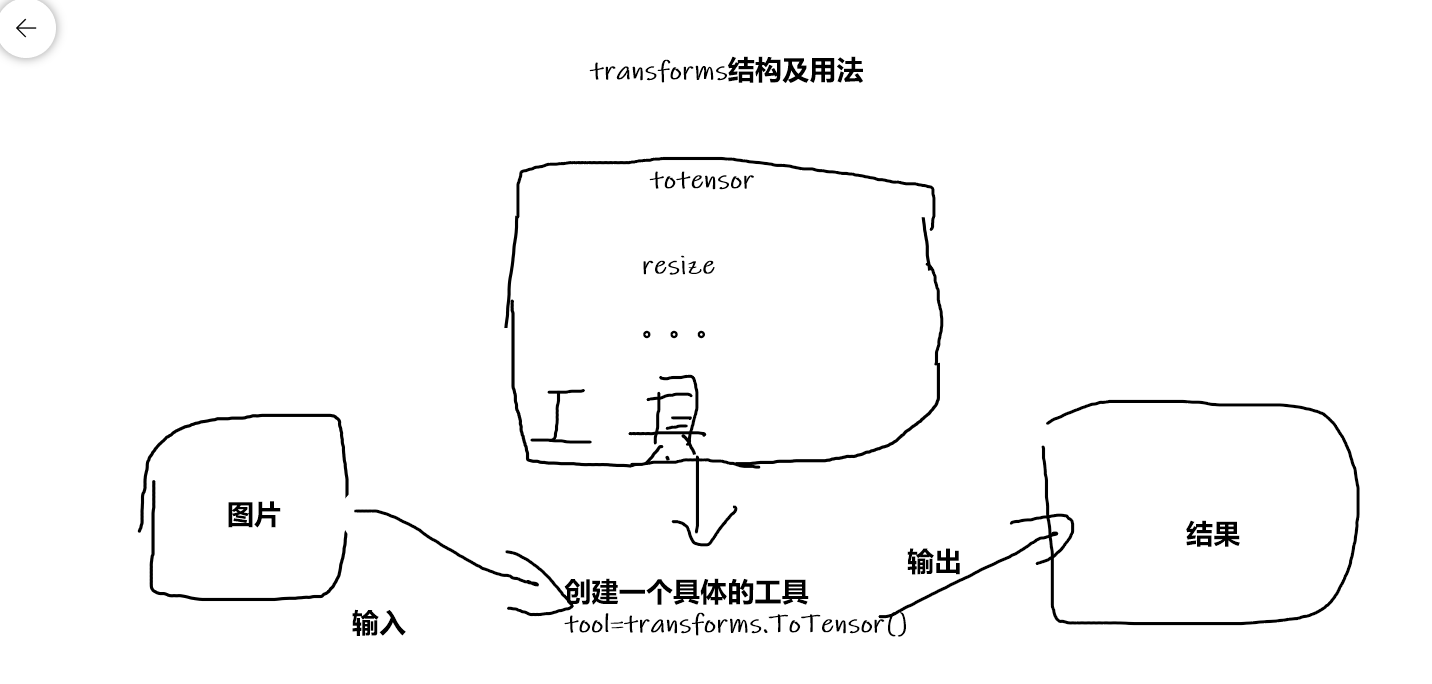 transforms结构及用法
totensor
resize
。。。
工具
图片
输入
创建一个具体的工具
tool=transforms.ToTensor()
输出
结果